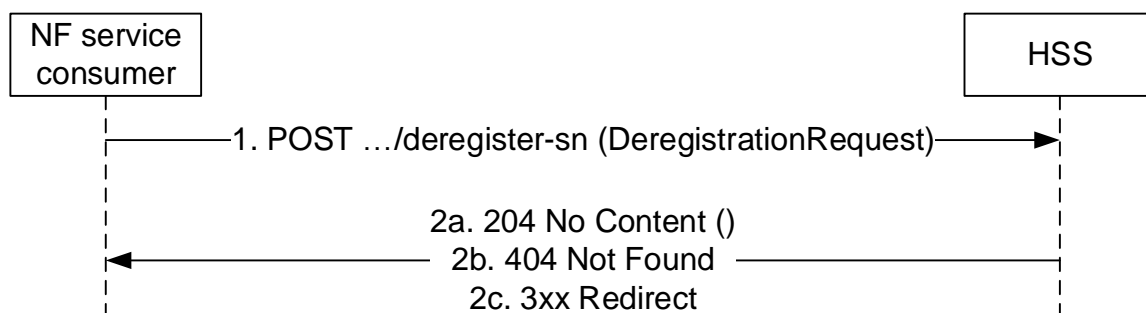 NF service
consumer
HSS
1. POST …/deregister-sn (DeregistrationRequest)
2a. 204 No Content ()
2b. 404 Not Found
2c. 3xx Redirect